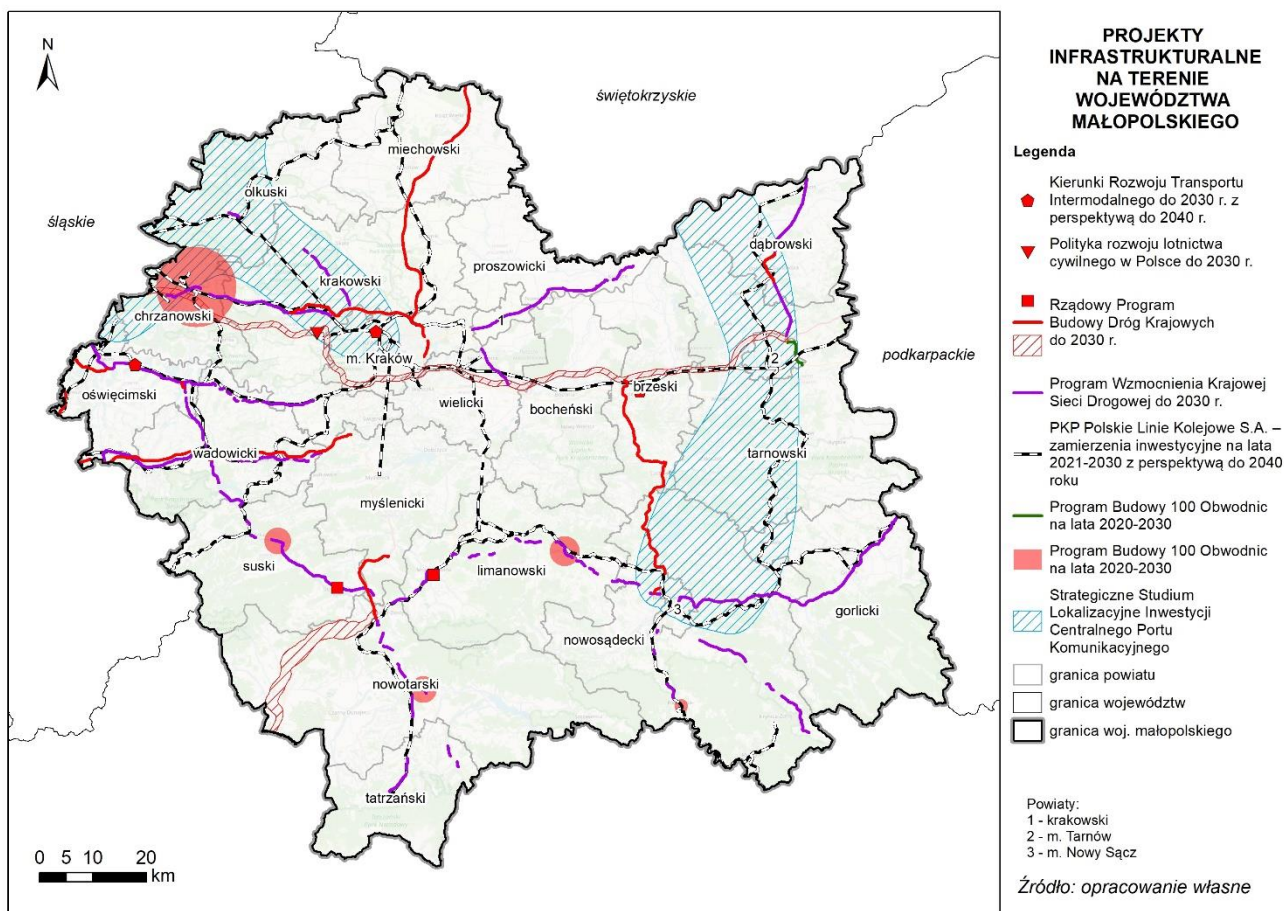 PROJEKTY
INFRASTRUKTURALNE
NA TERENIE
WOJEWÓDZTWA
MAŁOPOLSKIEGO
Legenda
Kierunki Rozwoju Transportu
Intermodalnego do 2030 r. z
perspektywą do 2040 r.
Polityka rozwoju lotnictwa
cywilnego w Polsce do 2030 r.
Rządowy Program
Budowy Dróg Krajowych
do 2030 r.
Program Wzmocnienia Krajowej
Sieci Drogowej do 2030 r.
PKP Polskie Linie Kolejowe S.A. –
zamierzenia inwestycyjne na lata
2021-2030 z perspektywą do 2040
roku
Program Budowy 100 Obwodnic
na lata 2020-2030
Program Budowy 100 Obwodnic
na lata 2020-2030
Strategiczne Studium
Lokalizacyjne Inwestycji
Centralnego Portu
Komunikacyjnego
granica powiatu
granica województw
granica woj. małopolskiego
Powiaty:
1 - krakowski
2 - m. Tarnów
3 - m. Nowy Sącz
Źródło: opracowanie własne
N
świętokrzyskie
śląskie
podkarpackie
miechowski
olkuski
dąbrowski
proszowicki
krakowski
chrzanowski
1
m. Kraków
2
oświęcimski
wielicki
bocheński
brzeski
wadowicki
tarnowski
myślenicki
suski
limanowski
3
gorlicki
nowosądecki
nowotarski
tatrzański
0 5 10 20
km